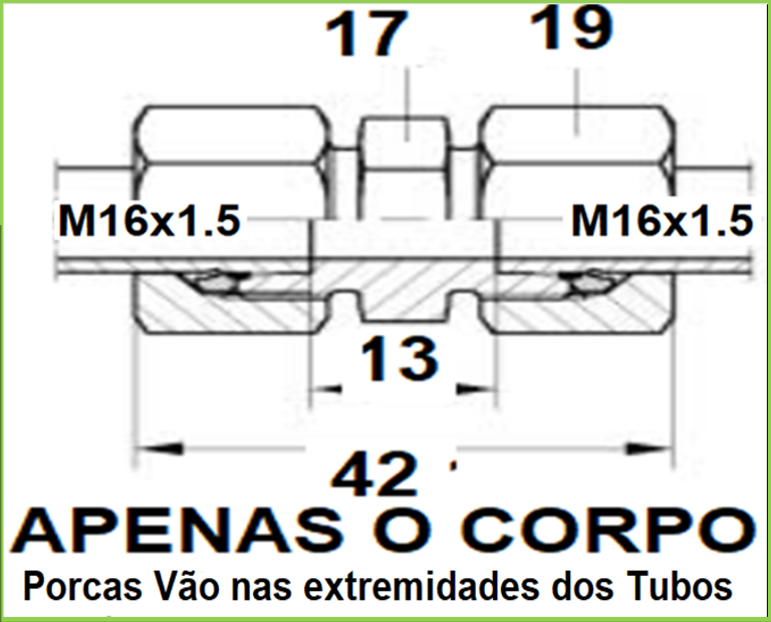 17 19
M16x1.5 M16x1.5
13
42
APENAS O CORPO
Porcas Vão nas extremidades dos Tubos